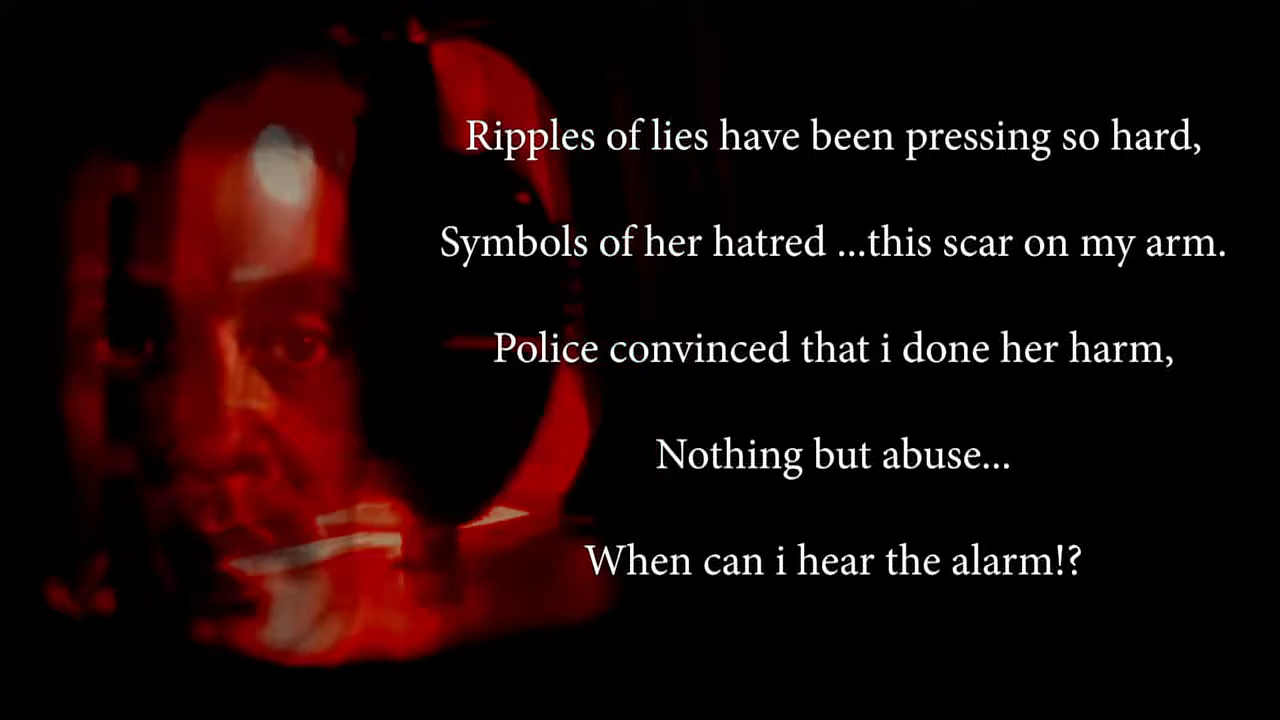 Ripples of lies have been pressing so hard,
Symbols of her hatred ...this scar on my arm.
Police convinced that i done her harm,
Nothing but abuse...
When can i hear the alarm!?